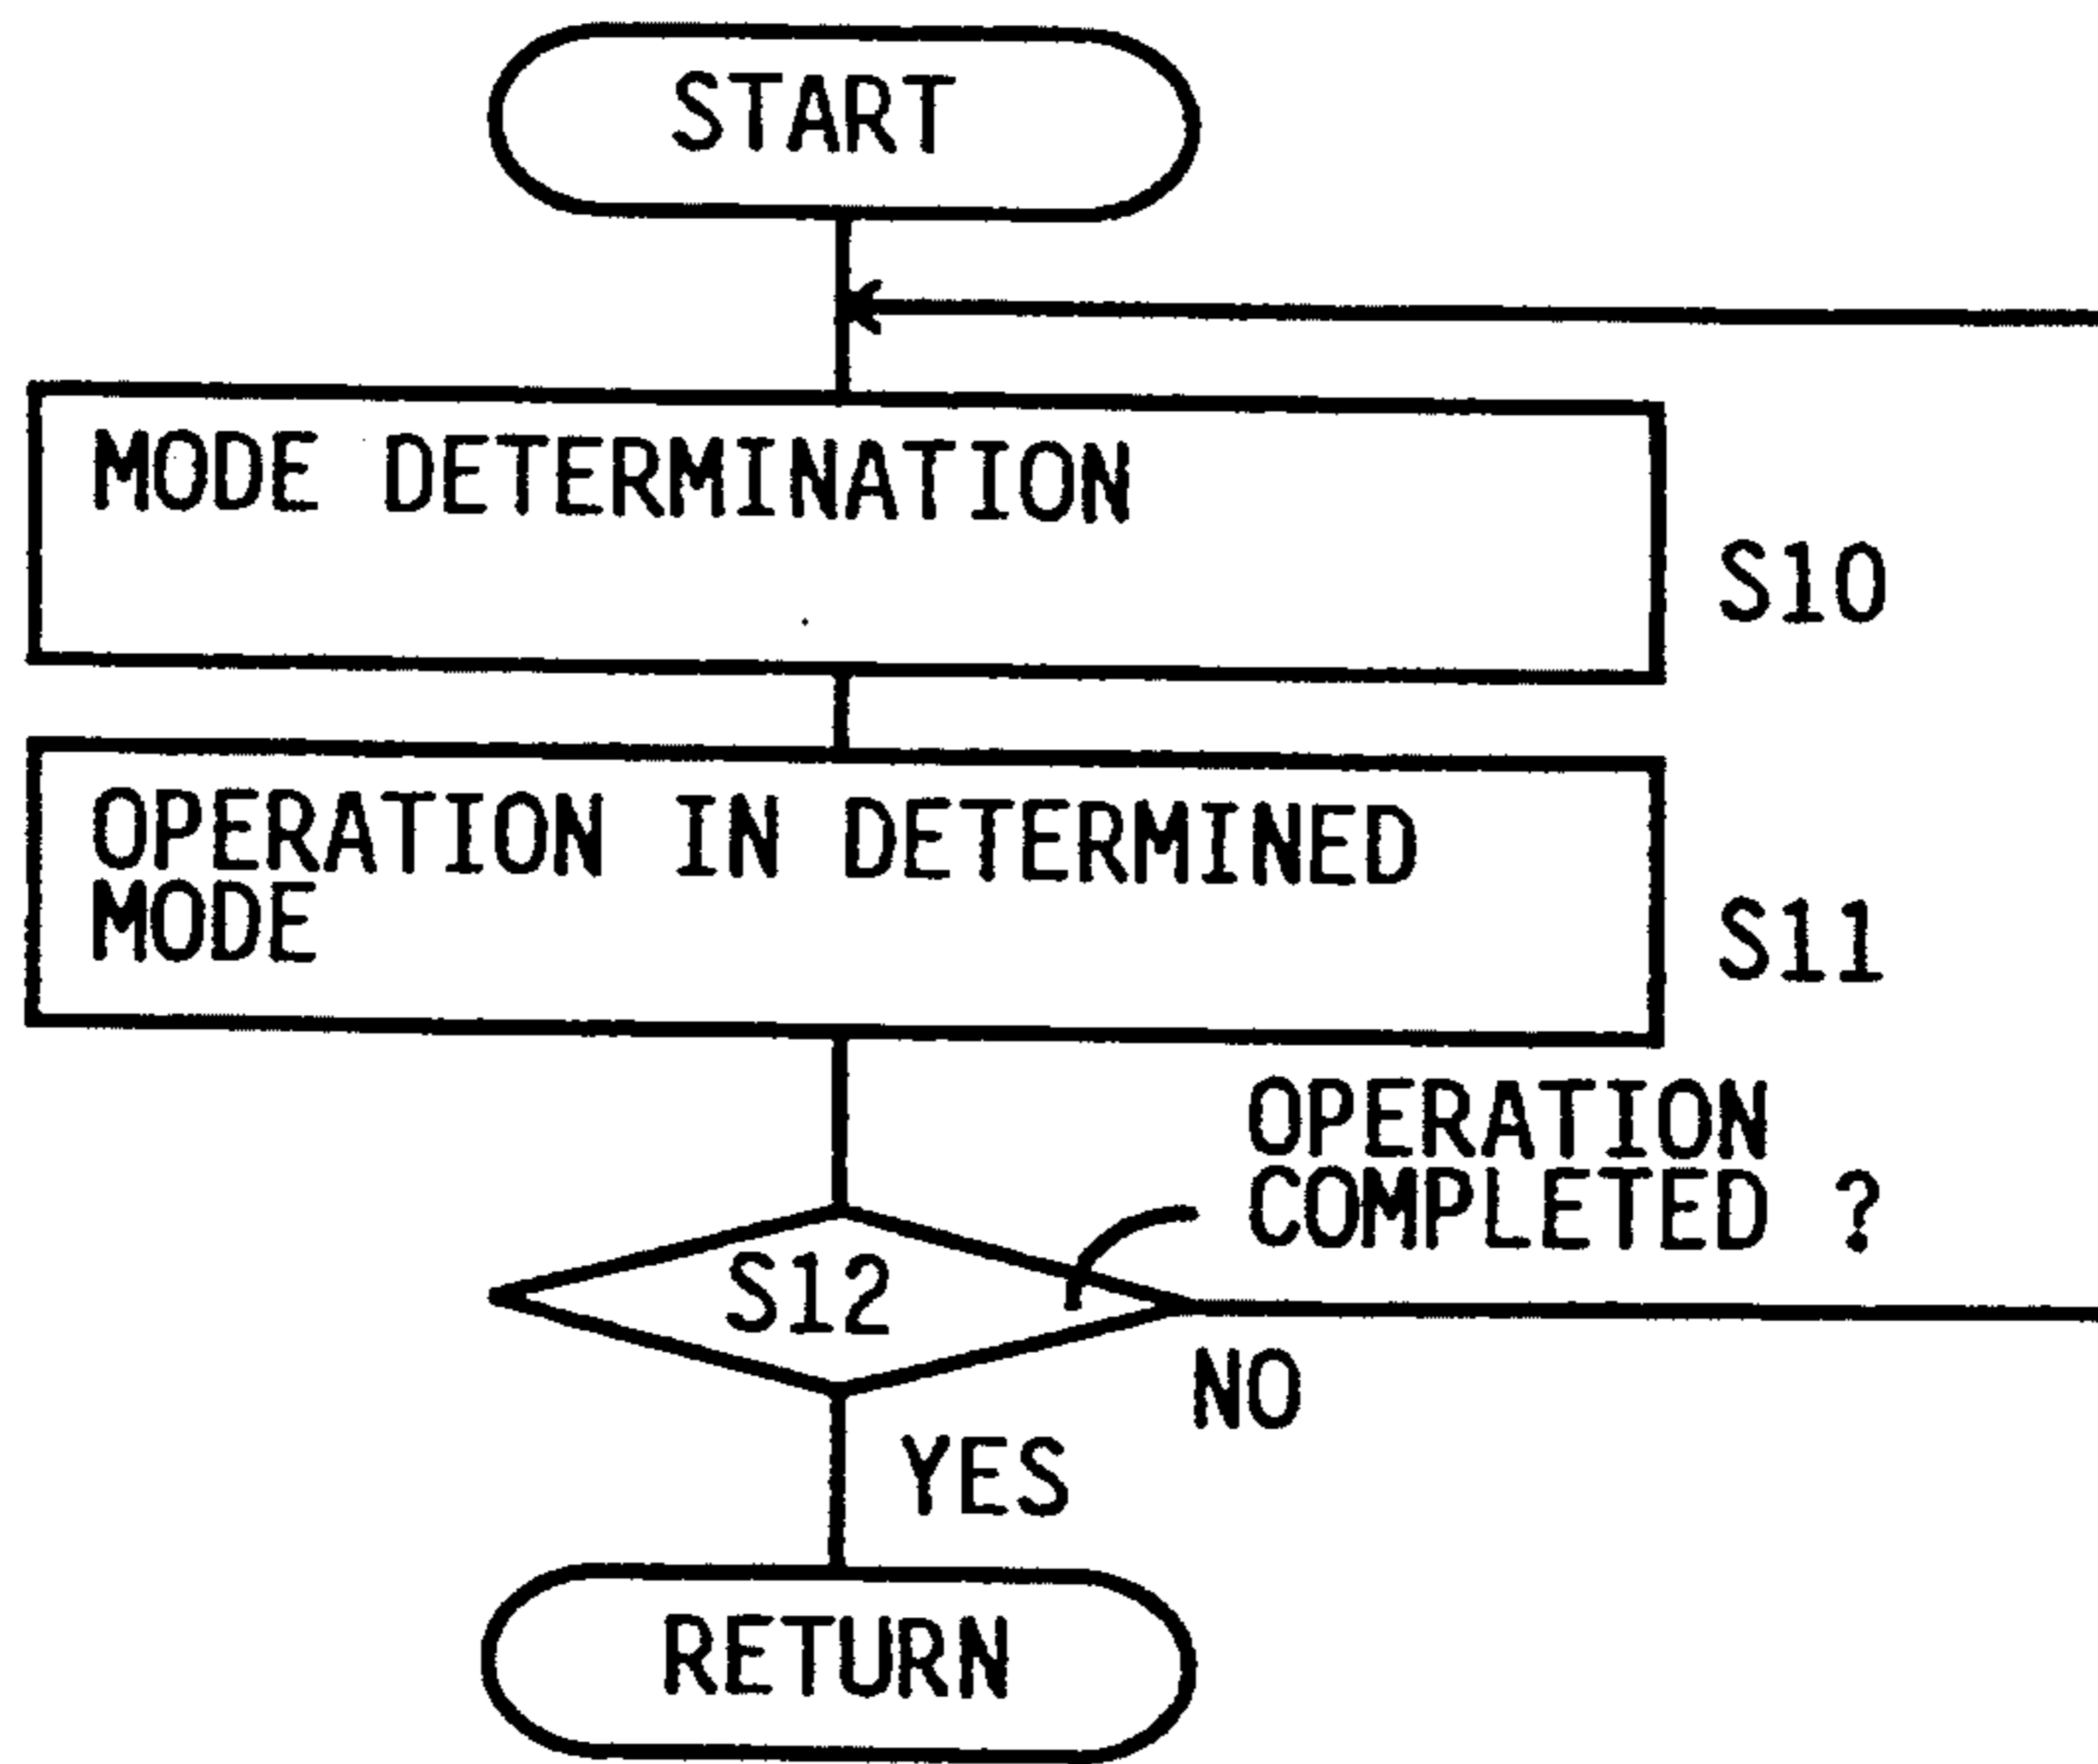 START
MODE DETERMINATION
S10
OPERATION IN DETERMINED
MODE
S11
OPERATION
COMPLETED ?
S12
NO
YES
RETURN